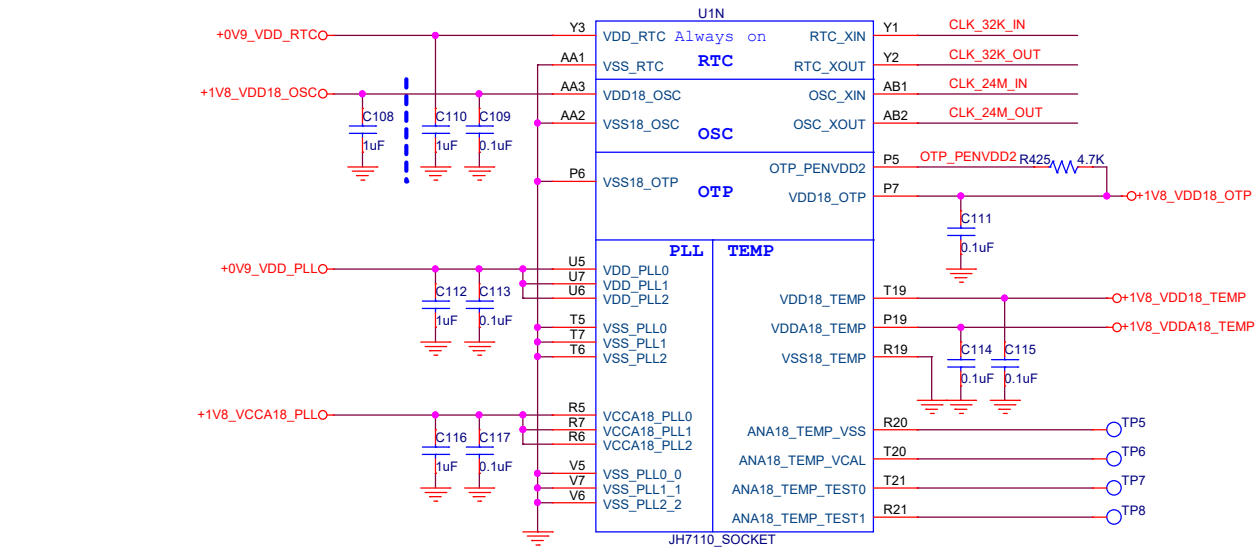 U1N
+0V9_VDD_RTC Y3 VDD_RTC Always on RTC_XIN Y1 CLK_32K_IN
AA1 VSS_RTC RTC RTC_XOUT Y2 CLK_32K_OUT
+1V8_VDD18_OSC AA3 VDD18_OSC OSC_XIN AB1 CLK_24M_IN
C108 C110 C109 AA2 VSS18_OSC OSC_XOUT AB2 CLK_24M_OUT
OSC
1uF 1uF 0.1uF
OTP_PENVDD2 P5 OTP_PENVDD2 R425 4.7K
P6 VSS18_OTP OTP VDD18_OTP P7 +1V8_VDD18_OTP
C111
0.1uF
PLL TEMP
+0V9_VDD_PLL U5 VDD_PLL0
U7 VDD_PLL1
C112 C113 U6 VDD_PLL2 VDD18_TEMP T19 +1V8_VDD18_TEMP
1uF 0.1uF T5 VSS_PLL0 VDDA18_TEMP P19 +1V8_VDDA18_TEMP
T7 VSS_PLL1
T6 VSS_PLL2 VSS18_TEMP R19 C114 C115
0.1uF 0.1uF
+1V8_VCCA18_PLL R5 VCCA18_PLL0
R7 VCCA18_PLL1 ANA18_TEMP_VSS R20 TP5
C116 C117 R6 VCCA18_PLL2
1uF 0.1uF ANA18_TEMP_VCAL T20 TP6
V5 VSS_PLL0_0
V7 VSS_PLL1_1 ANA18_TEMP_TEST0 T21 TP7
V6 VSS_PLL2_2
ANA18_TEMP_TEST1 R21 TP8
JH7110_SOCKET